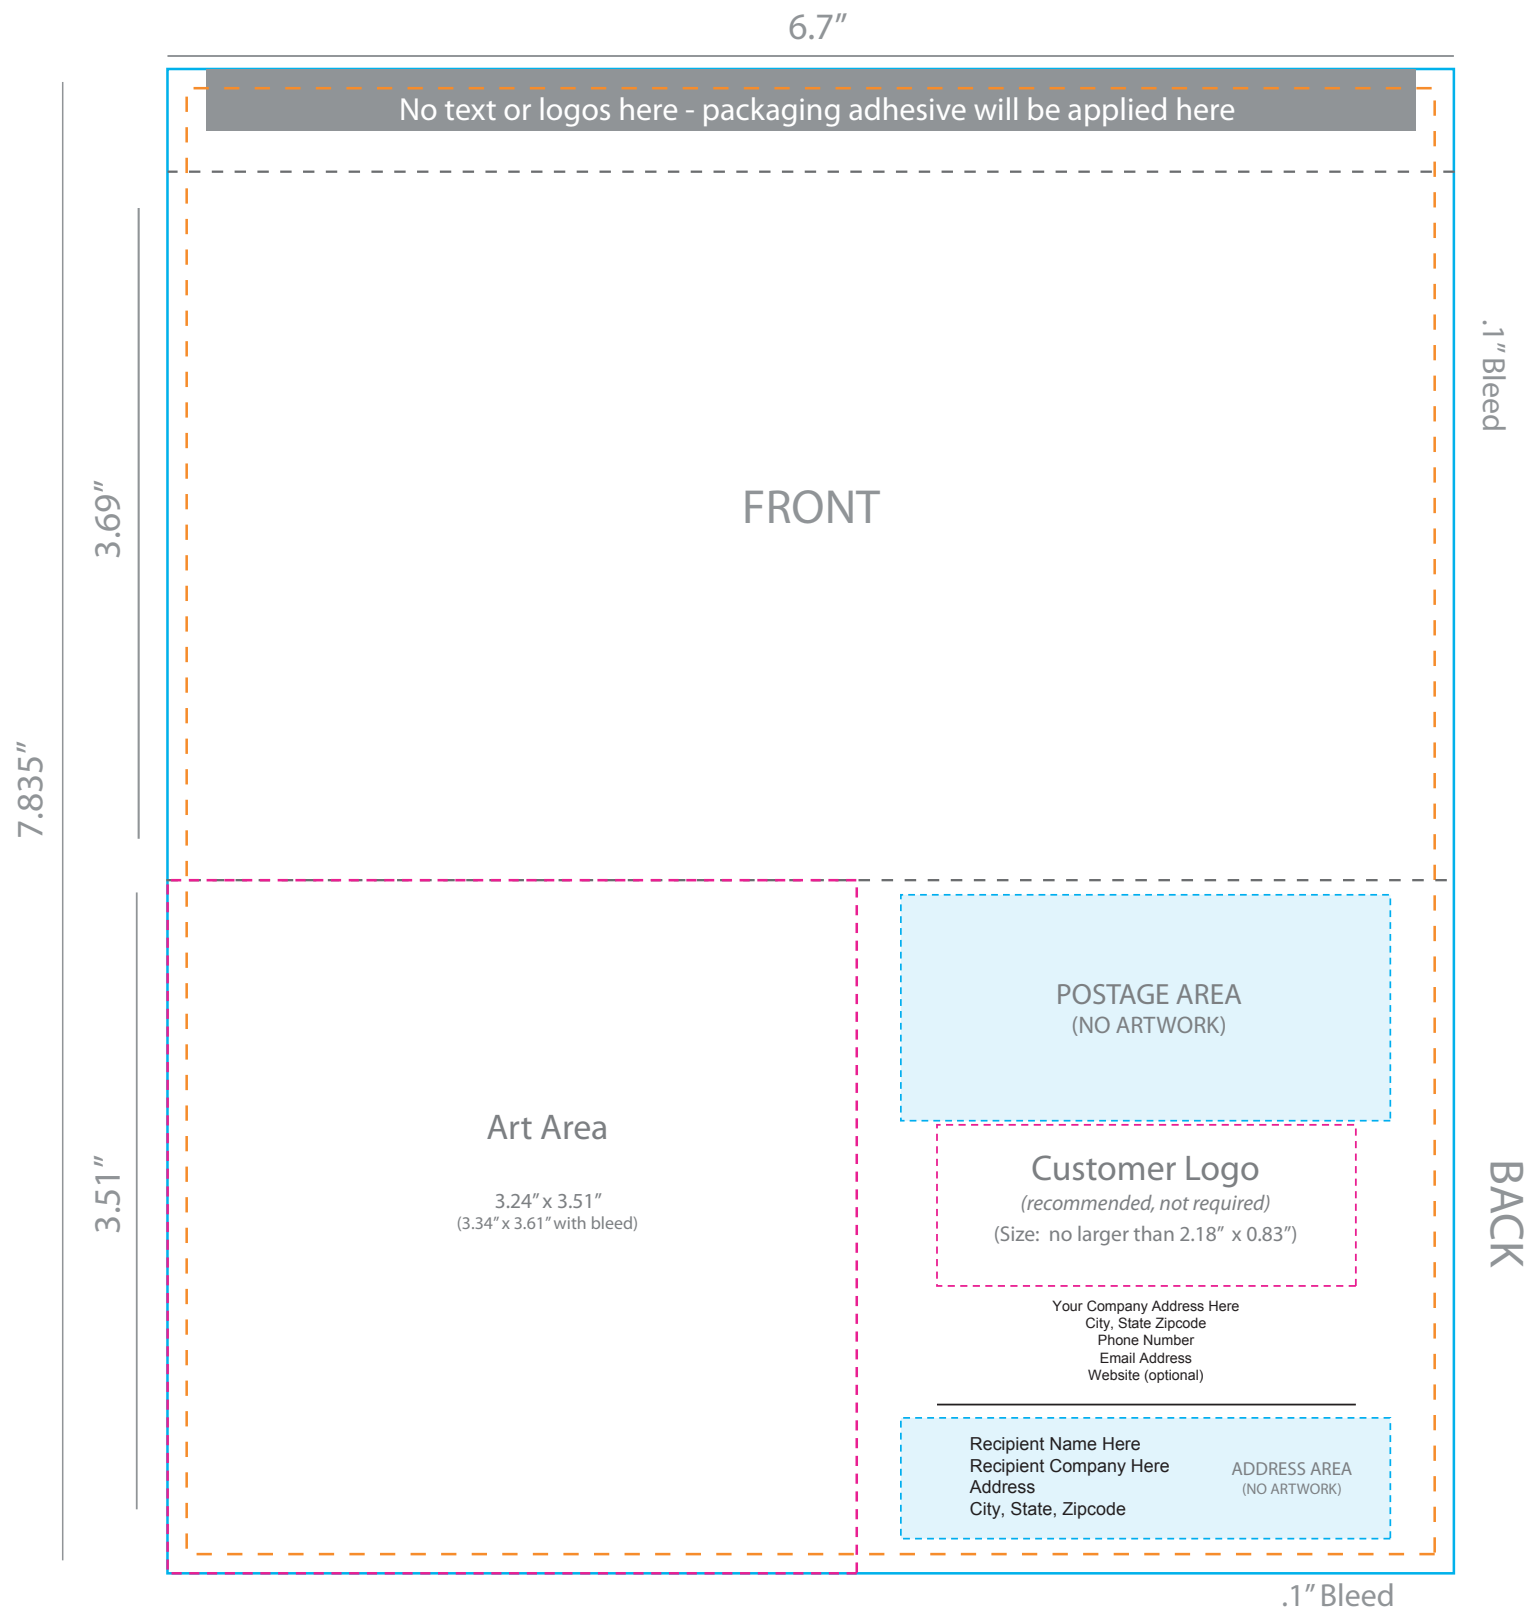 6.7”
No text or logos here - packaging adhesive will be applied here
.1” Bleed
3.69”
FRONT
7.835”
POSTAGE AREA
(NO ARTWORK)
Art Area
3.24” x 3.51”
(3.34” x 3.61” with bleed)
3.51”
Customer Logo
(recommended, not required)
(Size: no larger than 2.18” x 0.83”)
BACK
Your Company Address Here
City, State Zipcode
Phone Number
Email Address
Website (optional)
Recipient Name Here
Recipient Company Here
Address
City, State, Zipcode
ADDRESS AREA
(NO ARTWORK)
.1” Bleed